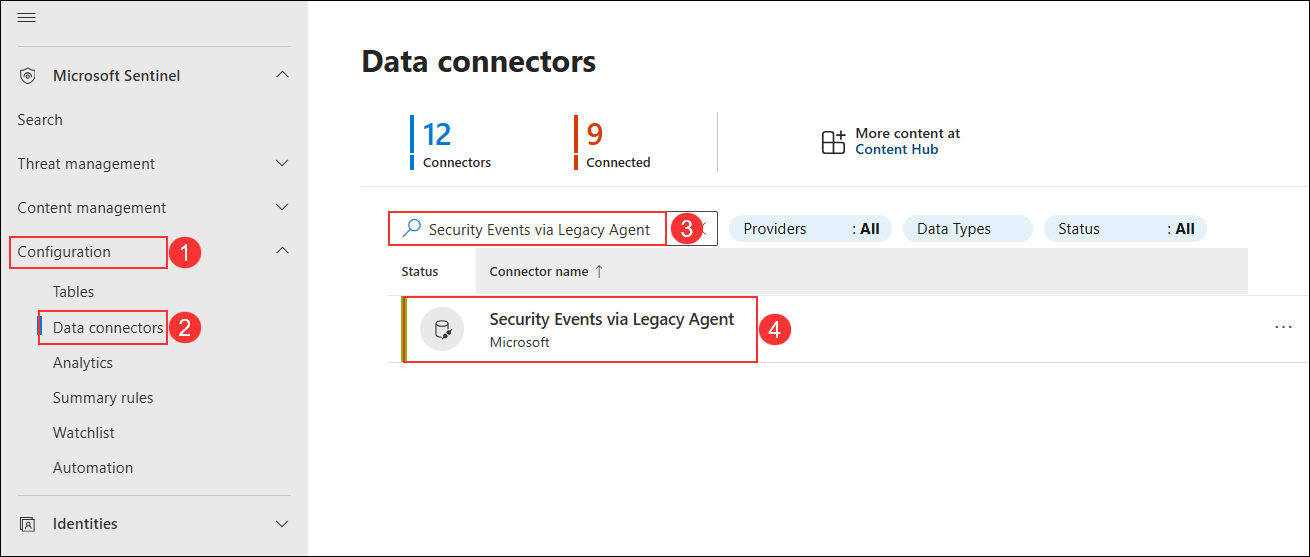 Microsoft Sentinel
Search
Threat management
Content management
Configuration 1
Tables
Data connectors 2
Analytics
Summary rules
Watchlist
Automation
Identities
Data connectors
12
Connectors
9
Connected
More content at
Content Hub
Security Events via Legacy Agent 3
Providers : All
Data Types
Status : All
Status
Connector name ↑
Security Events via Legacy Agent
Microsoft
4
...